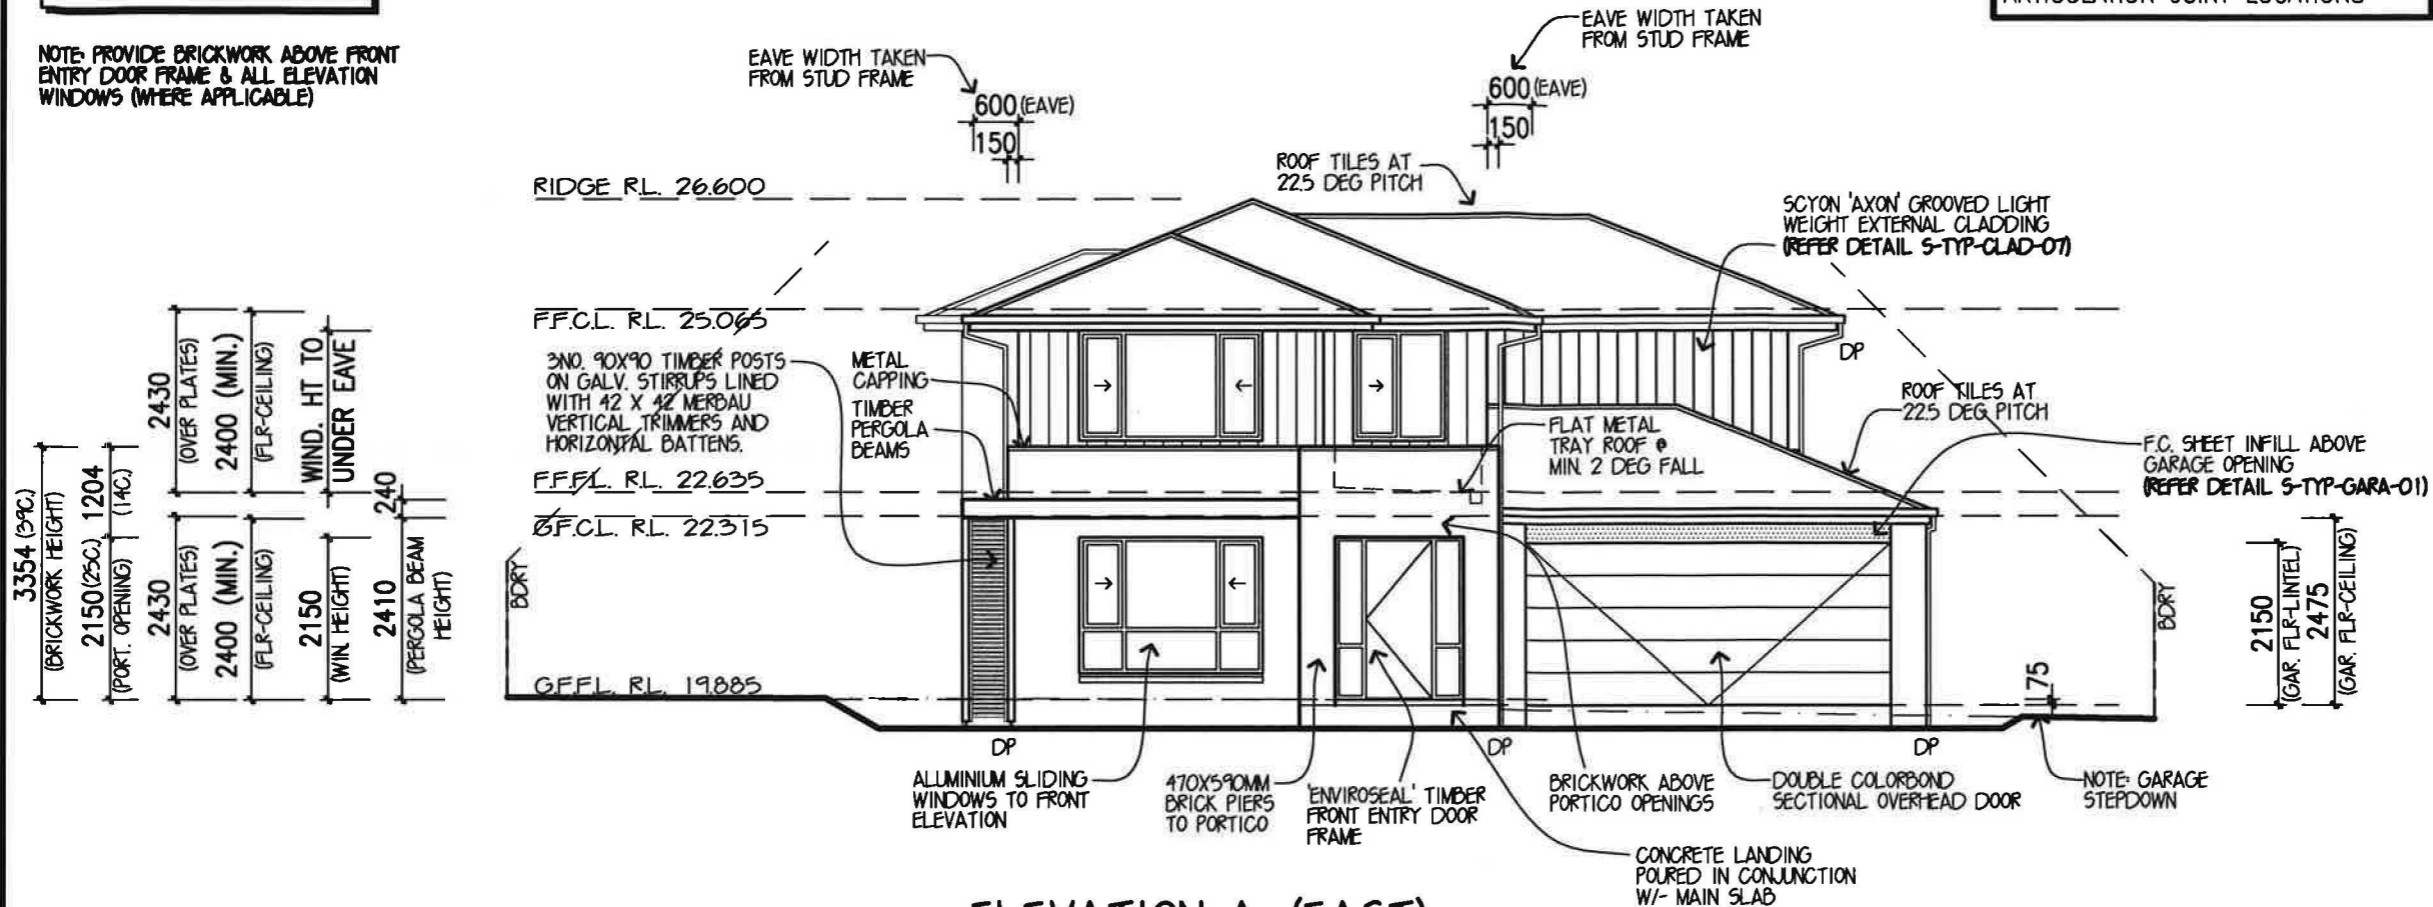 ARTICULATION JOINT LOCATIONS
NOTE: PROVIDE BRICKWORK ABOVE FRONT
ENTRY DOOR FRAME & ALL ELEVATION
WINDOWS (WHERE APPLICABLE)
EAVE WIDTH TAKEN
FROM STUD FRAME
600 (EAVE)
150
EAVE WIDTH TAKEN
FROM STUD FRAME
600 (EAVE)
150
ROOF TILES AT
22.5 DEG PITCH
RIDGE R.L. 26.600
SCYON 'AXON' GROOVED LIGHT
WEIGHT EXTERNAL CLADDING
(REFER DETAIL S-TYP-CLAD-07)
F.F.C.L. R.L. 25.065
3NO. 90X90 TIMBER POSTS
ON GALV. STIRRUPS LINED
WITH 42 X 42 MERBAU
VERTICAL TRIMMERS AND
HORIZONTAL BATTENS.
METAL
CAPPING
TIMBER
PERGOLA
BEAMS
DP
ROOF TILES AT
22.5 DEG PITCH
FLAT METAL
TRAY ROOF @
MIN. 2 DEG FALL
F.C. SHEET INFILL ABOVE
GARAGE OPENING
(REFER DETAIL S-TYP-GARA-01)
F.F.F.L. R.L. 22.635
G.F.C.L. R.L. 22.315
G.F.F.L. R.L. 19.885
3354 (39C.)
(BRICKWORK HEIGHT)
2150 (25C.)
(PORT. OPENING)
1204
(14C.)
2430
(OVER PLATES)
2430
(OVER PLATES)
2400 (MIN.)
(FLR-CEILING)
2400 (MIN.)
(FLR-CEILING)
WIND. HT TO
UNDER EAVE
2150
(WIN. HEIGHT)
240
2410
(PERGOLA BEAM
HEIGHT)
BDRY
BDRY
75
2150
(GAR. FLR-LINTEL)
2475
(GAR. FLR-CEILING)
DP
DP
DP
ALUMINIUM SLIDING
WINDOWS TO FRONT
ELEVATION
470X590MM
BRICK PIERS
TO PORTICO
'ENVIROSEAL' TIMBER
FRONT ENTRY DOOR
FRAME
BRICKWORK ABOVE
PORTICO OPENINGS
DOUBLE COLORBOND
SECTIONAL OVERHEAD DOOR
NOTE: GARAGE
STEPDOWN
CONCRETE LANDING
POURED IN CONJUNCTION
W/- MAIN SLAB
ELEVATION A (EAST)